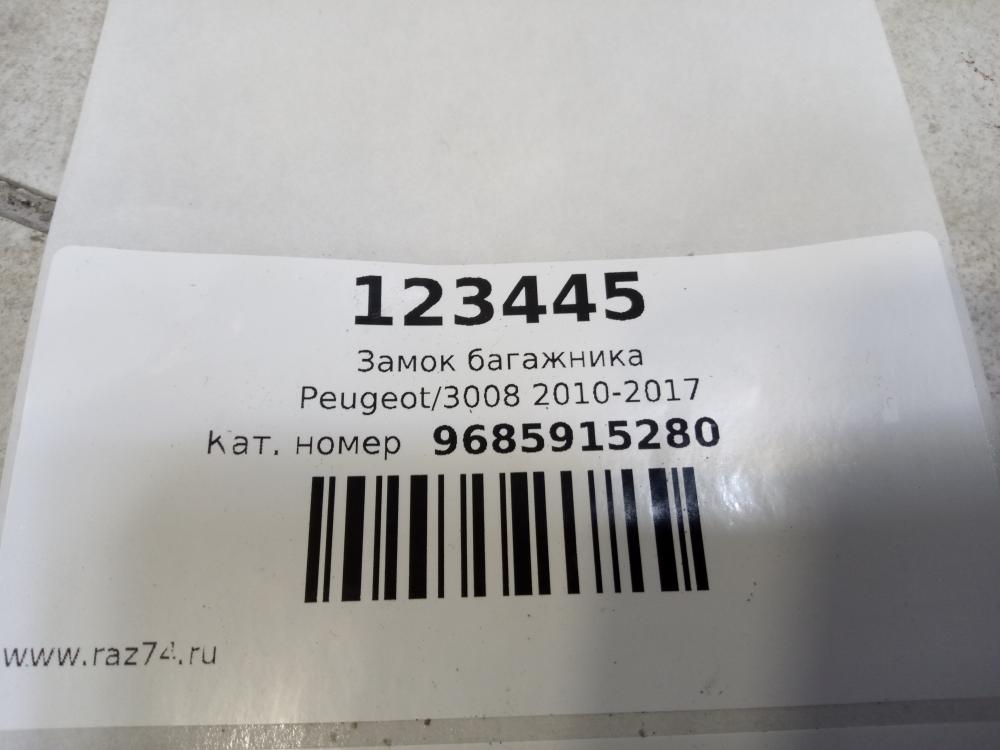 123445
Замок багажника
Peugeot/3008 2010-2017
Кат. номер 9685915280
www.raz74.ru